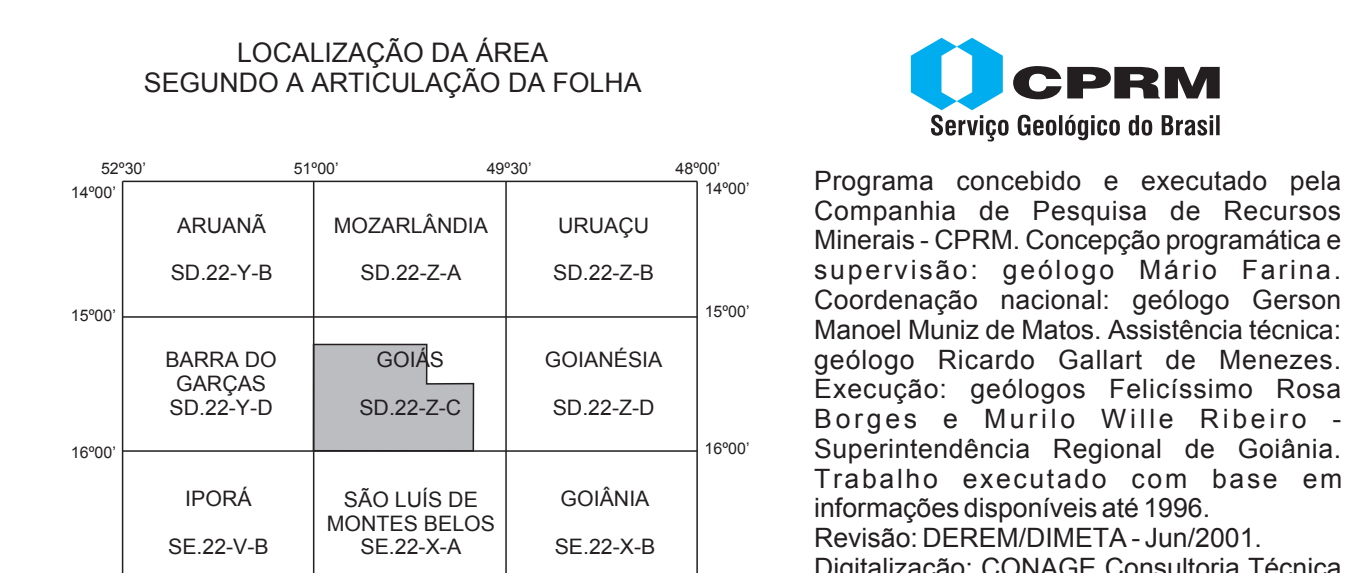 LOCALIZAÇÃO DA ÁREA
SEGUNDO A ARTICULAÇÃO DA FOLHA
52º30’ 51º00’ 49º30’ 48º00’
14º00’ 14º00’
ARUANÃ MOZARLÂNDIA URUAÇU
SD.22-Y-B SD.22-Z-A SD.22-Z-B
15º00’ 15º00’
BARRA DO GOIÁS GOIANÉSIA
GARÇAS
SD.22-Y-D SD.22-Z-C SD.22-Z-D
16º00’ 16º00’
IPORÁ SÃO LUÍS DE GOIÂNIA
MONTES BELOS
SE.22-V-B SE.22-X-A SE.22-X-B
CPRM
Serviço Geológico do Brasil
Programa concebido e executado pela
Companhia de Pesquisa de Recursos
Minerais - CPRM. Concepção programática e
supervisão: geólogo Mário Farina.
Coordenação nacional: geólogo Gerson
Manoel Muniz de Matos. Assistência técnica:
geólogo Ricardo Gallart de Menezes.
Execução: geólogos Felicíssimo Rosa
Borges e Murilo Wille Ribeiro -
Superintendência Regional de Goiânia.
Trabalho executado com base em
informações disponíveis até 1996.
Revisão: DEREM/DIMETA - Jun/2001.
Digitalização: CONAGE Consultoria Técnica